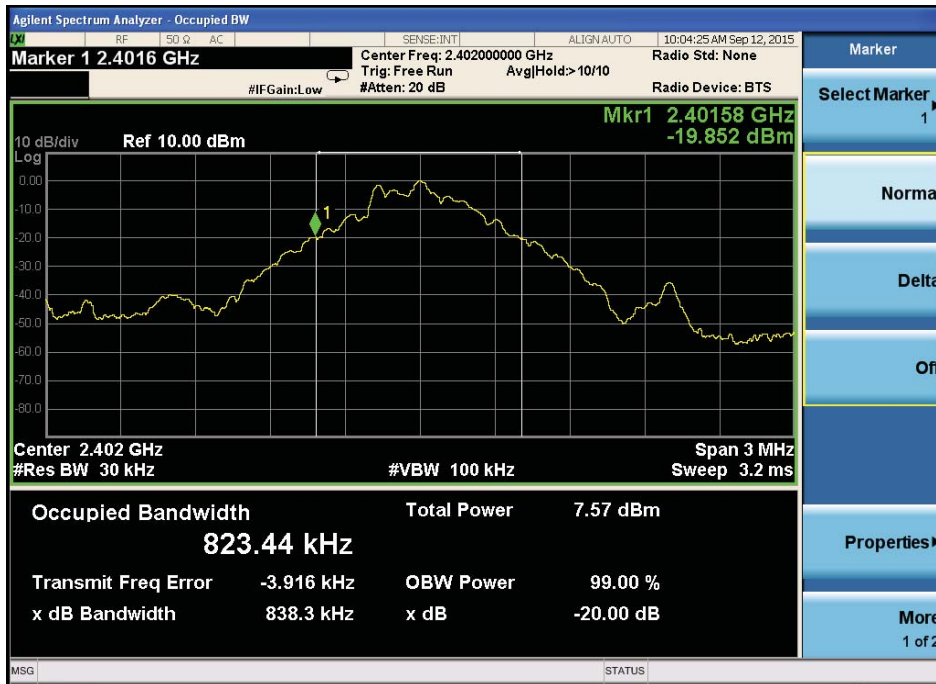 Agilent Spectrum Analyzer - Occupied BW
LXI RF 50 Ω AC SENSE:INT ALIGN AUTO 10:04:25 AM Sep 12, 2015
Marker 1 2.4016 GHz
Center Freq: 2.402000000 GHz
Radio Std: None
Trig: Free Run Avg|Hold:>10/10
#IFGain:Low #Atten: 20 dB Radio Device: BTS
Mkr1 2.40158 GHz
-19.852 dBm
10 dB/div Ref 10.00 dBm
Log
0.00
-10.0
1
-20.0
-30.0
-40.0
-50.0
-60.0
-70.0
-80.0
Center 2.402 GHz Span 3 MHz
#Res BW 30 kHz #VBW 100 kHz Sweep 3.2 ms
Occupied Bandwidth Total Power 7.57 dBm
823.44 kHz
Transmit Freq Error -3.916 kHz OBW Power 99.00 %
x dB Bandwidth 838.3 kHz x dB -20.00 dB
MSG STATUS
Marker
Select Marker
1
Norma
Delta
Off
Properties
More
1 of 2